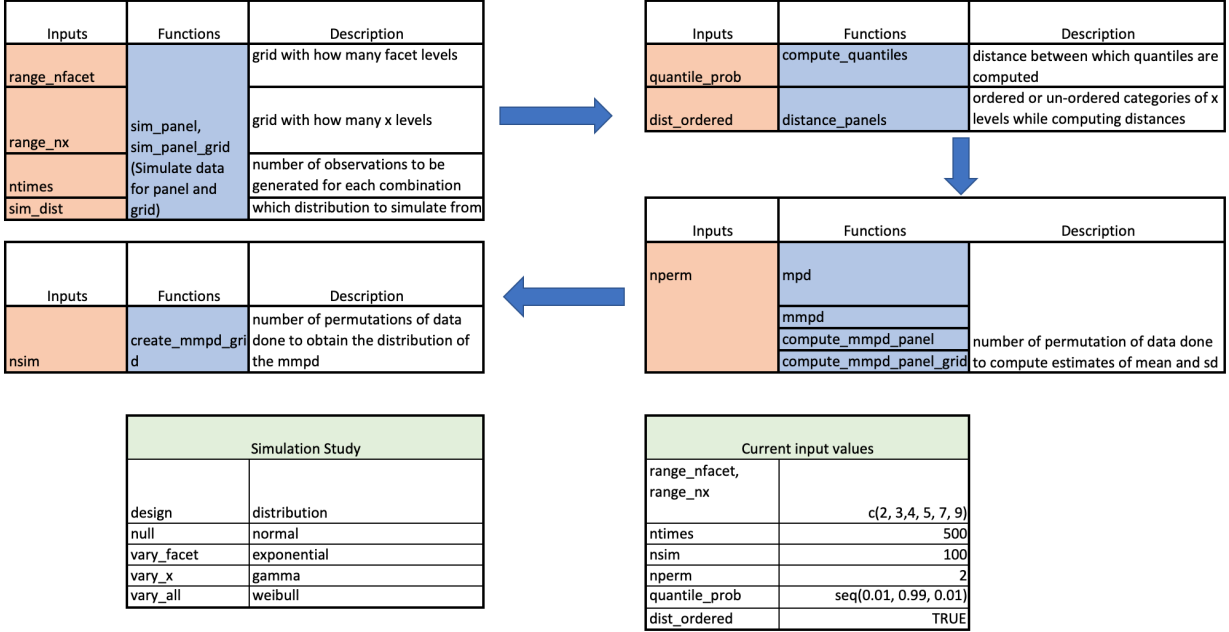 Inputs Functions Description
range_nfacet
grid with how many facet levels
range_nx
grid with how many x levels
sim_panel,
sim_panel_grid
(Simulate data
for panel and
grid)
ntimes
number of observations to be
generated for each combination
sim_dist
which distribution to simulate from
Inputs Functions Description
quantile_prob
compute_quantiles
distance between which quantiles are
computed
dist_ordered
distance_panels
ordered or un-ordered categories of x
levels while computing distances
Inputs Functions Description
nperm
mpd
mmpd
compute_mmpd_panel
compute_mmpd_panel_grid
number of permutation of data done
to compute estimates of mean and sd
Inputs Functions Description
nsim
create_mmpd_gri
d
number of permutations of data
done to obtain the distribution of
the mmpd
Simulation Study
design distribution
null normal
vary_facet exponential
vary_x gamma
vary_all weibull
Current input values
range_nfacet,
range_nx
c(2, 3,4, 5, 7, 9)
ntimes 500
nsim 100
nperm 2
quantile_prob seq(0.01, 0.99, 0.01)
dist_ordered TRUE